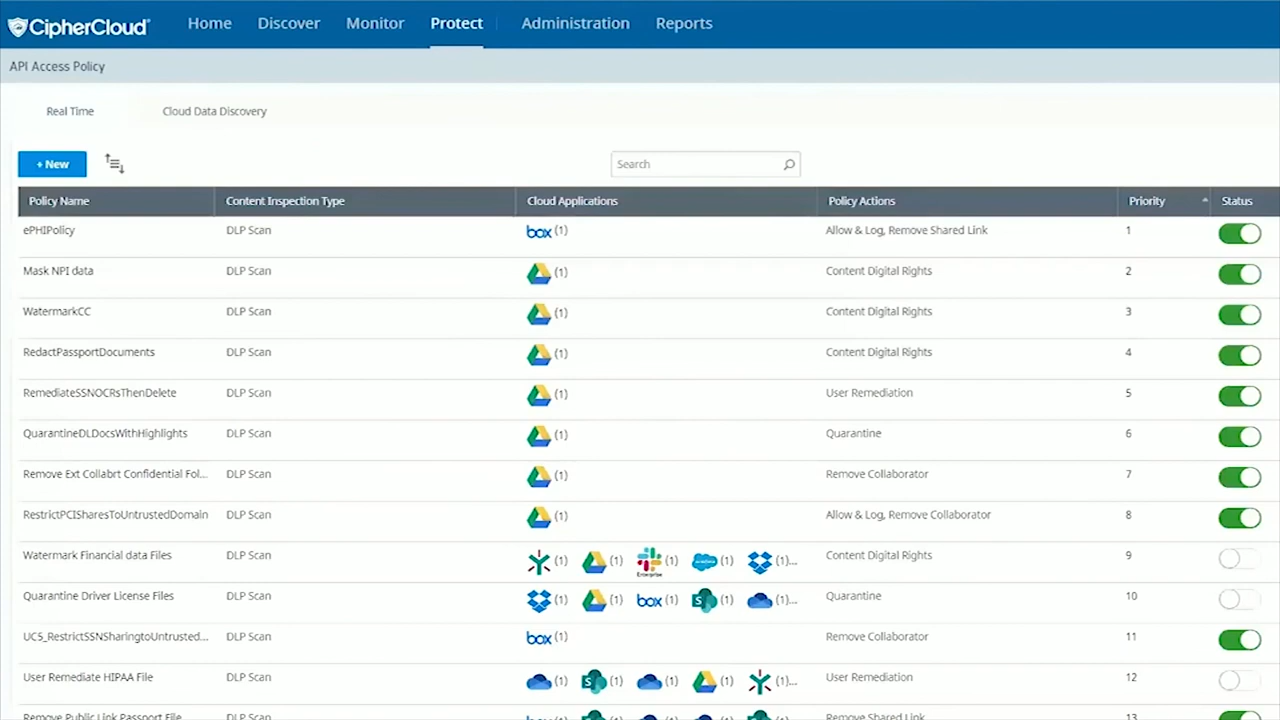 CipherCloud Home Discover Monitor Protect Administration Reports
API Access Policy
Real Time Cloud Data Discovery
+ New Search
Policy Name Content Inspection Type Cloud Applications Policy Actions Priority Status
ePHIPolicy DLP Scan box (1) Allow & Log, Remove Shared Link 1
Mask NPI data DLP Scan (1) Content Digital Rights 2
WatermarkCC DLP Scan (1) Content Digital Rights 3
RedactPassportDocuments DLP Scan (1) Content Digital Rights 4
RemediateSSNOCRsThenDelete DLP Scan (1) User Remediation 5
QuarantineDLDocsWithHighlights DLP Scan (1) Quarantine 6
Remove Ext Collabrt Confidential Fol... DLP Scan (1) Remove Collaborator 7
RestrictPCISharesToUntrustedDomain DLP Scan (1) Allow & Log, Remove Collaborator 8
Watermark Financial data Files DLP Scan (1) (1) Enterprise (1) (1) (1)... Content Digital Rights 9
Quarantine Driver License Files DLP Scan (1) (1) box (1) S (1) (1)... Quarantine 10
UC5_RestrictSSNSharingtoUntrusted... DLP Scan box (1) Remove Collaborator 11
User Remediate HIPAA File DLP Scan (1) S (1) (1) (1) (1)... User Remediation 12
Remove Public Link Passport File DLP Scan box (1) (1) (1) (1) (1) Remove Shared Link 13